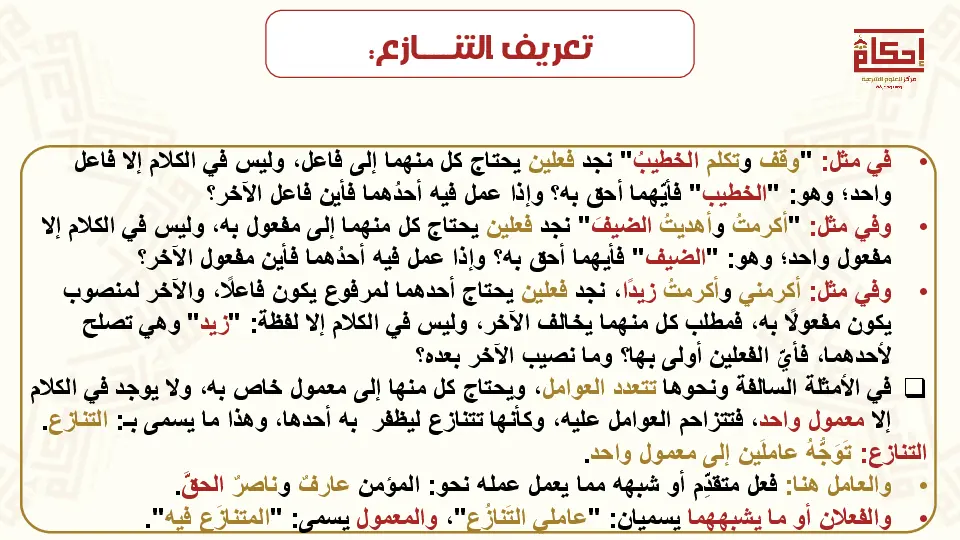 تعريف التنـــــازع:
إحكام
مركز للعلوم الشرعية
• في مثل: "وقف وتكلم الخطيبُ" نجد فعلين يحتاج كل منهما إلى فاعل، وليس في الكلام إلا فاعل
واحد؛ وهو: "الخطيب" فأيّهما أحق به؟ وإذا عمل فيه أحدُهما فأين فاعل الآخر؟
• وفي مثل: "أكرمتُ وأهديتُ الضيفَ" نجد فعلين يحتاج كل منهما إلى مفعول به، وليس في الكلام إلا
مفعول واحد؛ وهو: "الضيف" فأيهما أحق به؟ وإذا عمل فيه أحدُهما فأين مفعول الآخر؟
• وفي مثل: أكرمني وأكرمتُ زيدًا، نجد فعلين يحتاج أحدهما لمرفوع يكون فاعلًا، والآخر لمنصوب
يكون مفعولًا به، فمطلب كل منهما يخالف الآخر، وليس في الكلام إلا لفظة: "زيد" وهي تصلح
لأحدهما، فأيّ الفعلين أولى بها؟ وما نصيب الآخر بعده؟
❑ في الأمثلة السالفة ونحوها تتعدد العوامل، ويحتاج كل منها إلى معمول خاص به، ولا يوجد في الكلام
إلا معمول واحد، فتتزاحم العوامل عليه، وكأنها تتنازع ليظفر به أحدها، وهذا ما يسمى بـ: التنازع.
التنازع: تَوَجُّهُ عاملَين إلى معمول واحد.
• والعامل هنا: فعل متقدِّم أو شبهه مما يعمل عمله نحو: المؤمن عارفٌ وناصرٌ الحقَّ.
• والفعلان أو ما يشبههما يسميان: "عاملي التَنازُع"، والمعمول يسمى: "المتنازَع فيه".